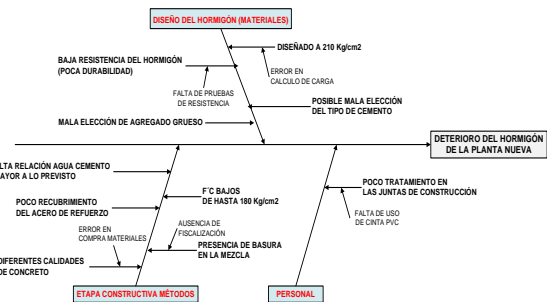 DISEÑO DEL HORMIGÓN (MATERIALES)
DISEÑADO A 210 Kg/cm2
BAJA RESISTENCIA DEL HORMIGÓN
(POCA DURABILIDAD)
ERROR EN
CALCULO DE CARGA
FALTA DE PRUEBAS
DE RESISTENCIA
POSIBLE MALA ELECCIÓN
DEL TIPO DE CEMENTO
MALA ELECCIÓN DE AGREGADO GRUESO
DETERIORO DEL HORMIGÓN
DE LA PLANTA NUEVA
LTA RELACIÓN AGUA CEMENTO
AYOR A LO PREVISTO
POCO TRATAMIENTO EN
LAS JUNTAS DE CONSTRUCCIÓN
F´C BAJOS
DE HASTA 180 Kg/cm2
POCO RECUBRIMIENTO
DEL ACERO DE REFUERZO
FALTA DE USO
DE CINTA PVC
AUSENCIA DE
FISCALIZACIÓN
ERROR EN
COMPRA MATERIALES
PRESENCIA DE BASURA
EN LA MEZCLA
DIFERENTES CALIDADES
DE CONCRETO
ETAPA CONSTRUCTIVA MÉTODOS
PERSONAL